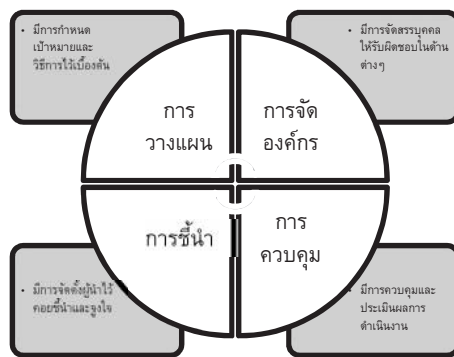 • มีการกำหนด
เป้าหมายและ
วิธีการไว้เบื้องต้น
• มีการจัดสรรบุคคล
ให้รับผิดชอบในด้าน
ต่างๆ
การ
วางแผน
การจัด
องค์กร
การชี้นำ
การ
ควบคุม
• มีการจัดตั้งผู้นำไว้
คอยชี้นำและจูงใจ
• มีการควบคุมและ
ประเมินผลการ
ดำเนินงาน